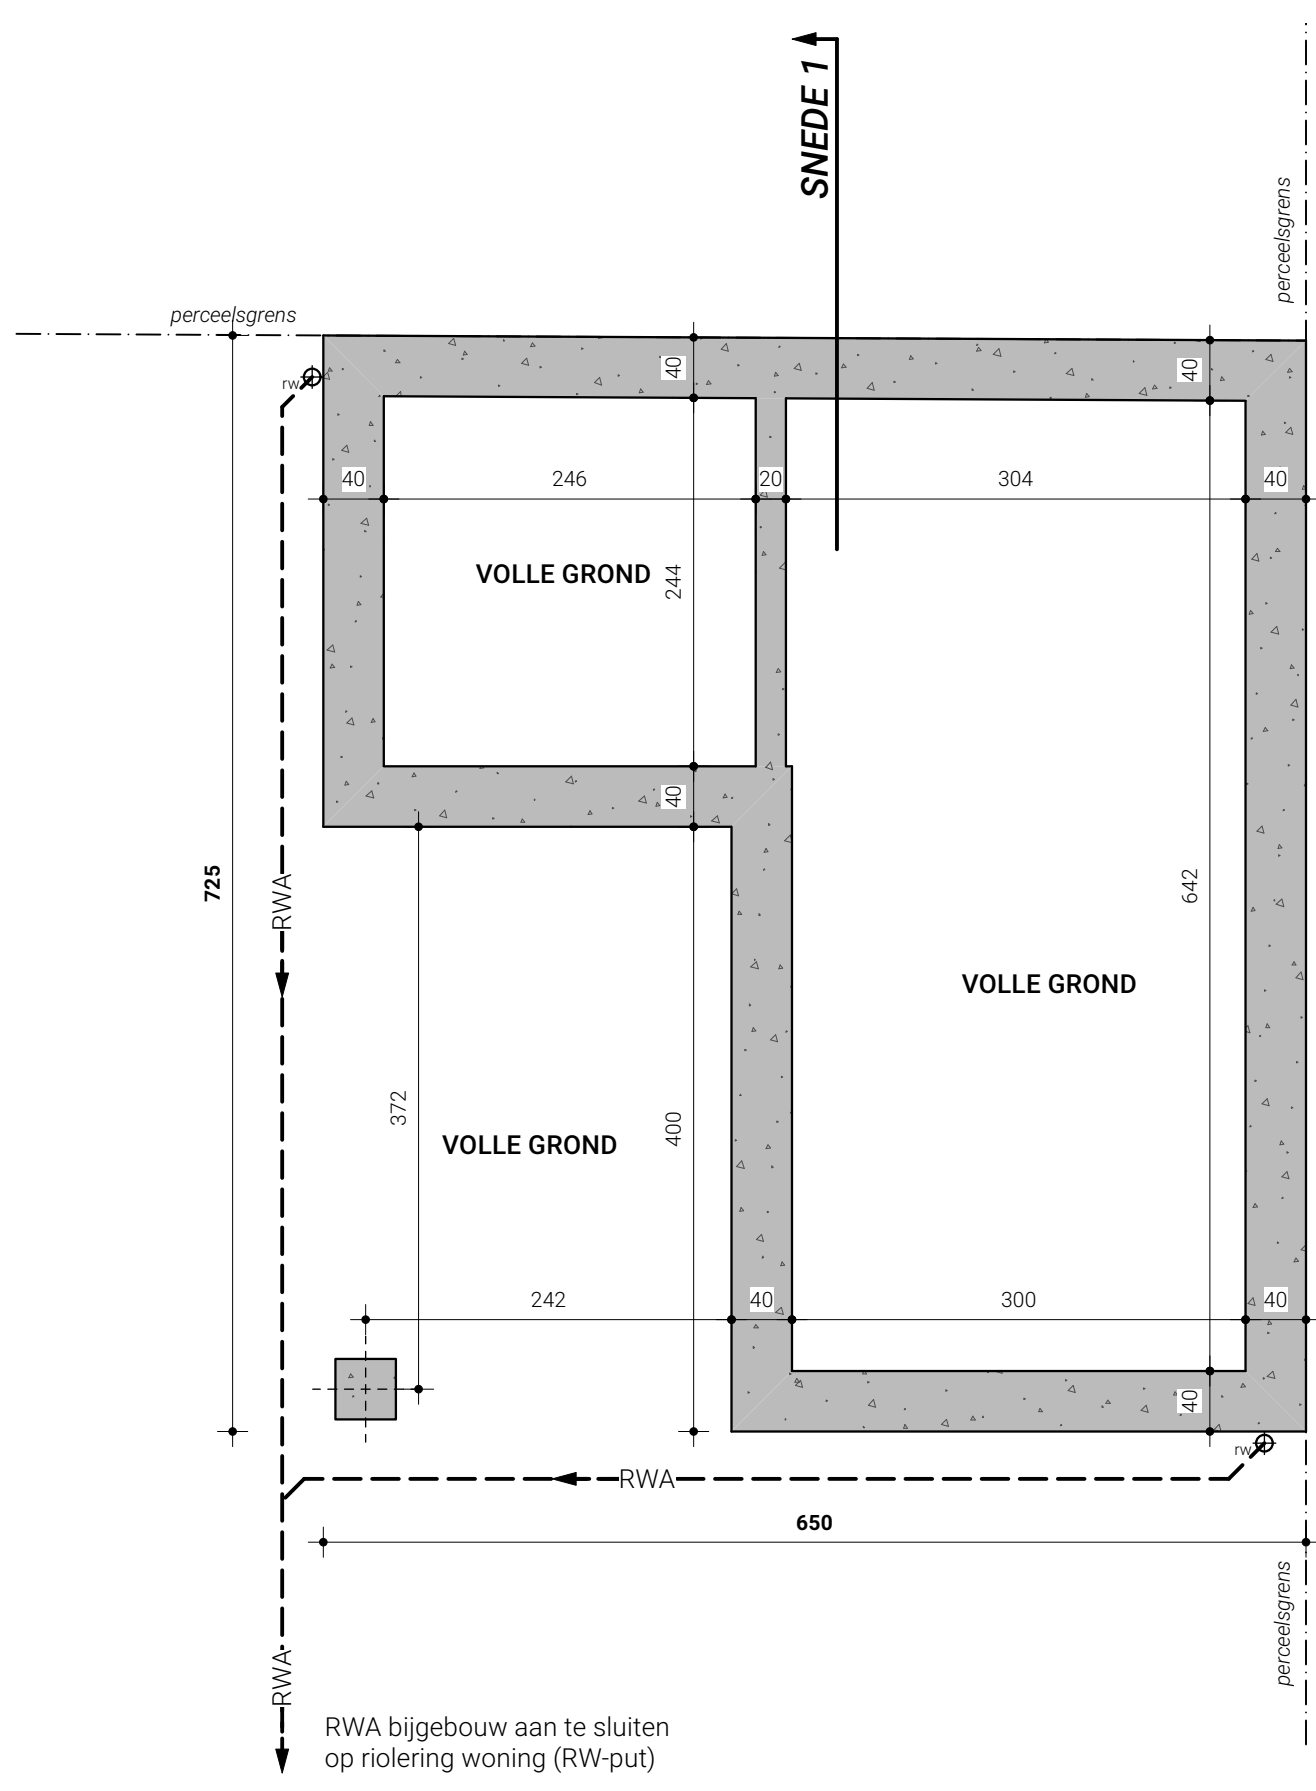 SNEDE 1
perceelsgrens
perceelsgrens
rw
40
40
40
246
20
304
40
VOLLE GROND
244
40
725
RWA
642
VOLLE GROND
372
400
VOLLE GROND
242
40
300
40
40
rw
RWA
650
perceelsgrens
RWA
RWA bijgebouw aan te sluiten
op riolering woning (RW-put)